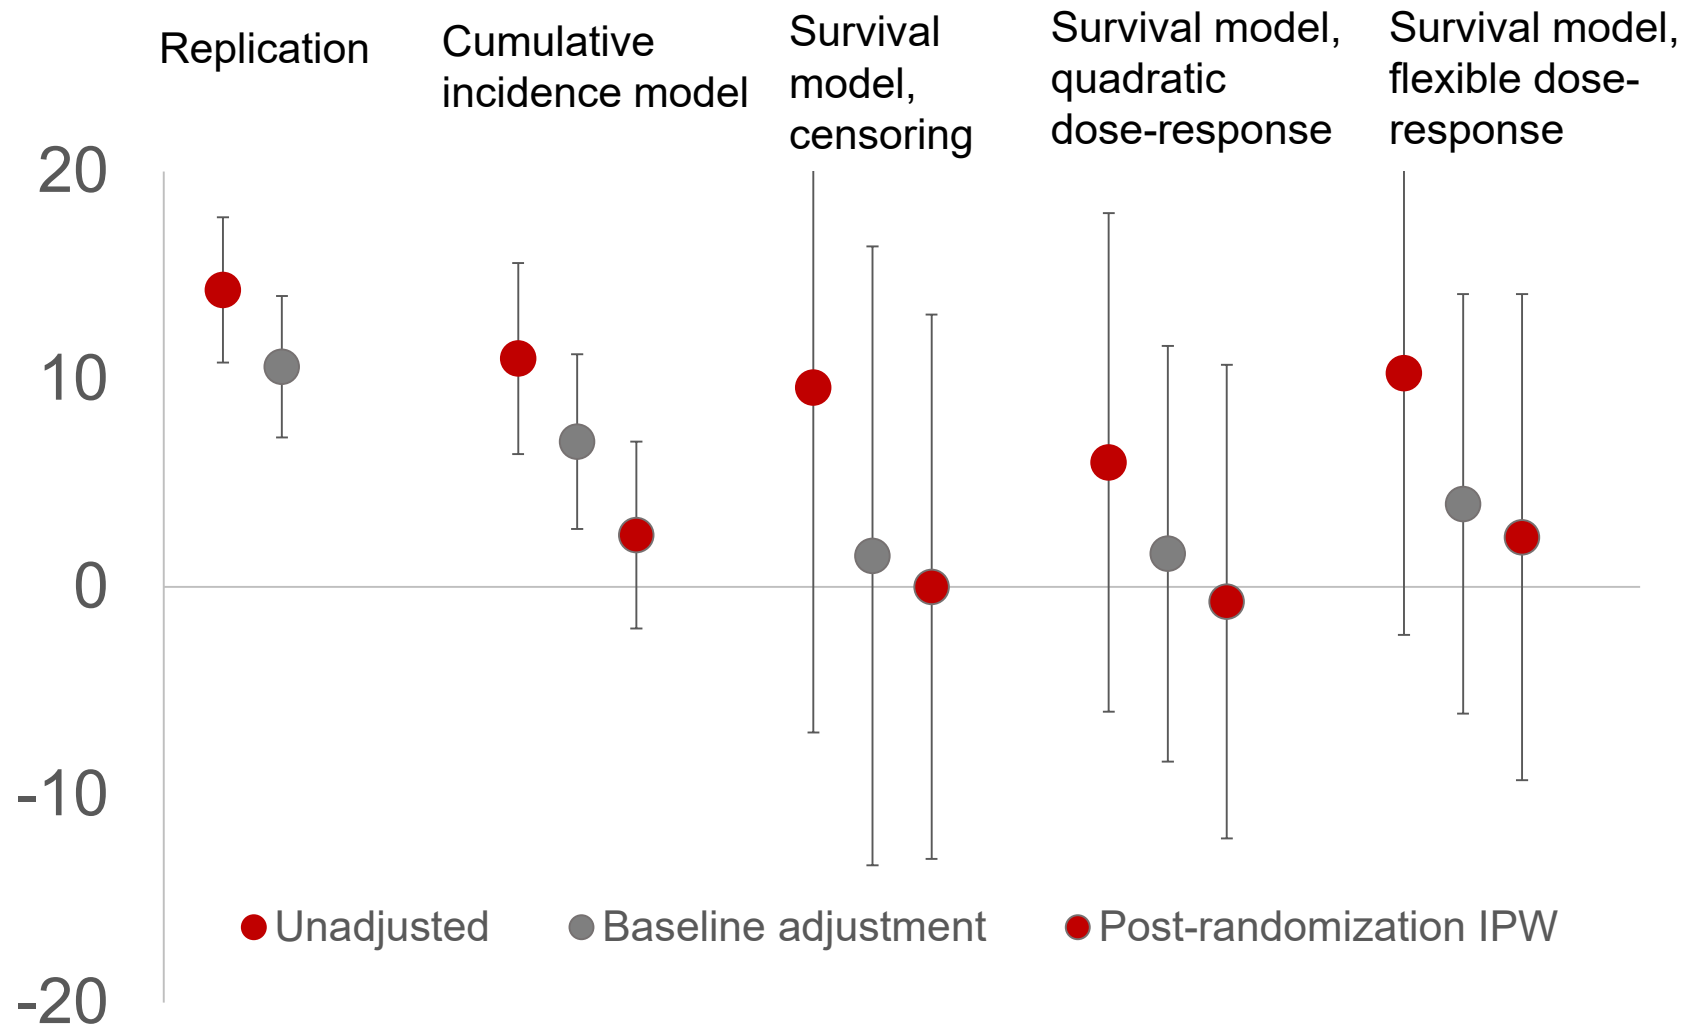 Replication
Cumulative
incidence model
Survival
model,
censoring
Survival model,
quadratic
dose-response
Survival model,
flexible dose-
response
20
10
0
-10
-20
Unadjusted
Baseline adjustment
Post-randomization IPW